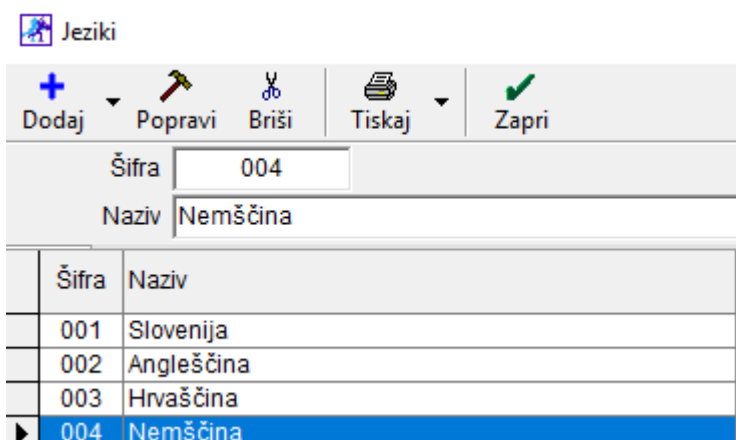 Jeziki
Dodaj Popravi Briši Tiskaj Zapri
Šifra 004
Naziv Nemščina
Šifra Naziv
001 Slovenija
002 Angleščina
003 Hrvaščina
004 Nemščina